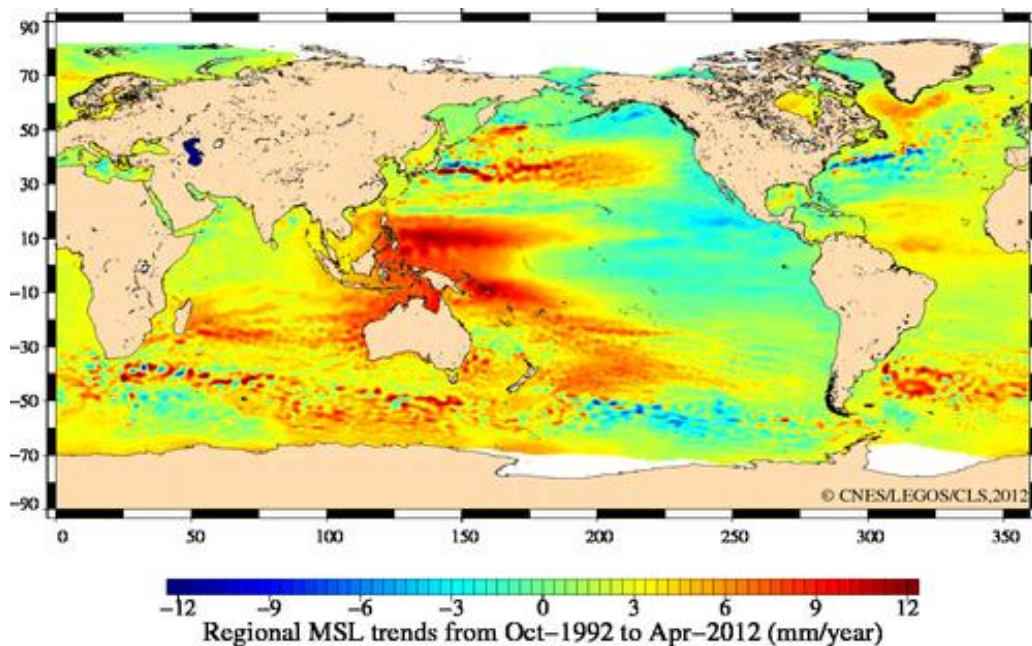 70
50
30
10
−10
−30
−50
−70
−90
© CNES/LEGOS/CLS,2012
0 50 100 150 200 250 300 350
−12 −9 −6 −3 0 3 6 9 12
Regional MSL trends from Oct−1992 to Apr−2012 (mm/year)